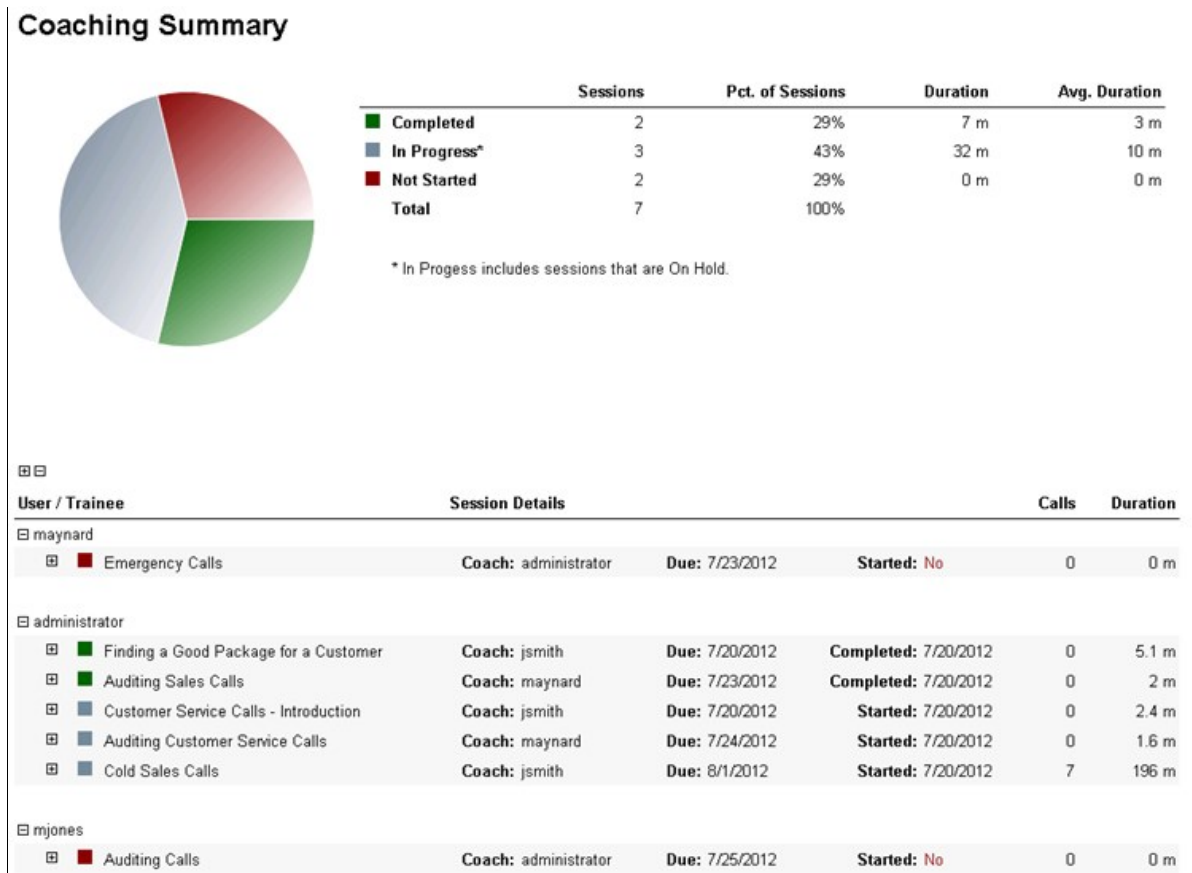 Coaching Summary
Sessions Pct. of Sessions Duration Avg. Duration
Completed 2 29% 7 m 3 m
In Progress* 3 43% 32 m 10 m
Not Started 2 29% 0 m 0 m
Total 7 100%
* In Progess includes sessions that are On Hold.
User / Trainee Session Details Calls Duration
maynard
Emergency Calls Coach: administrator Due: 7/23/2012 Started: No 0 0 m
administrator
Finding a Good Package for a Customer Coach: jsmith Due: 7/20/2012 Completed: 7/20/2012 0 5.1 m
Auditing Sales Calls Coach: maynard Due: 7/23/2012 Completed: 7/20/2012 0 2 m
Customer Service Calls - Introduction Coach: jsmith Due: 7/20/2012 Started: 7/20/2012 0 2.4 m
Auditing Customer Service Calls Coach: maynard Due: 7/24/2012 Started: 7/20/2012 0 1.6 m
Cold Sales Calls Coach: jsmith Due: 8/1/2012 Started: 7/20/2012 7 196 m
mjones
Auditing Calls Coach: administrator Due: 7/25/2012 Started: No 0 0 m